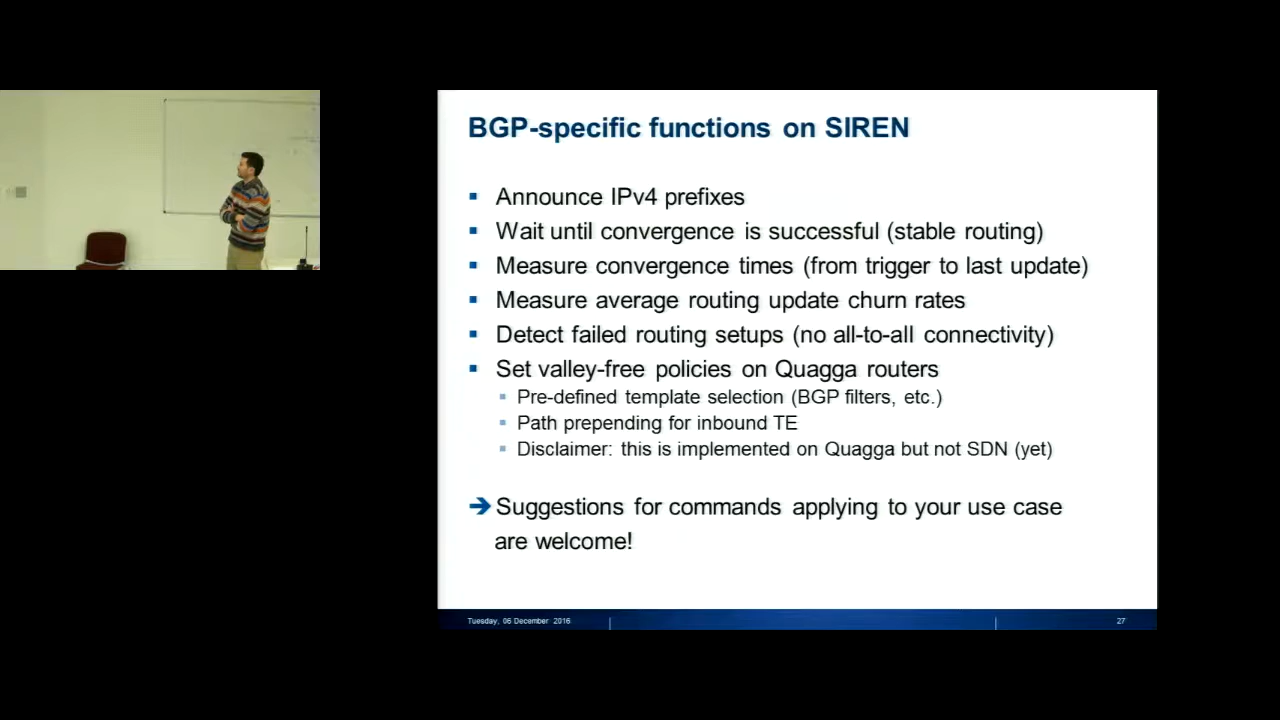 BGP-specific functions on SIREN
Announce IPv4 prefixes
Wait until convergence is successful (stable routing)
Measure convergence times (from trigger to last update)
Measure average routing update churn rates
Detect failed routing setups (no all-to-all connectivity)
Set valley-free policies on Quagga routers
Pre-defined template selection (BGP filters, etc.)
Path prepending for inbound TE
Disclaimer: this is implemented on Quagga but not SDN (yet)
➔ Suggestions for commands applying to your use case
are welcome!
Tuesday, 06 December 2016
27